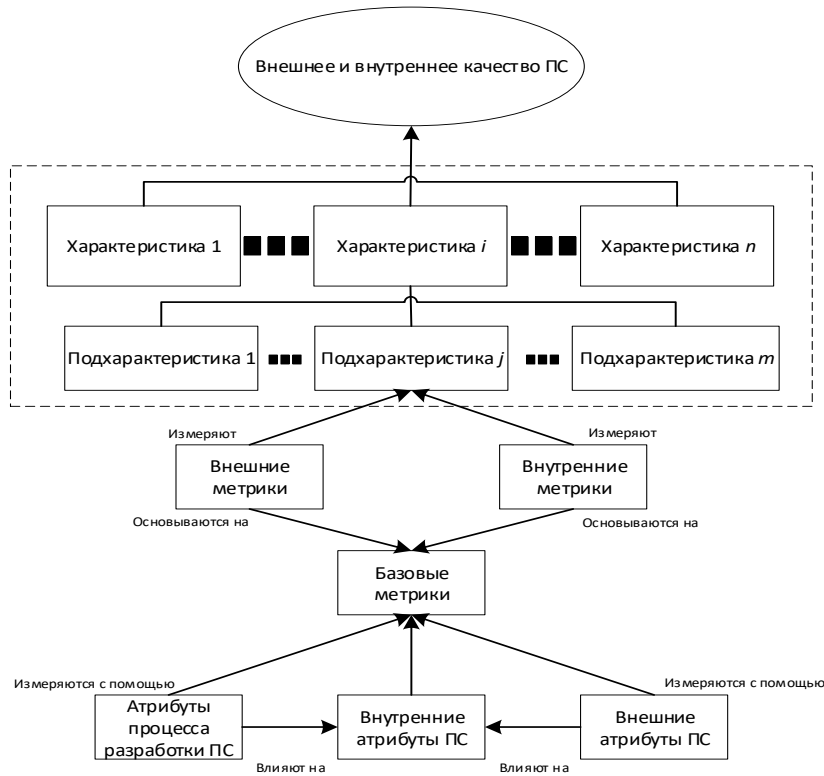 Внешнее и внутреннее качество ПС
Характеристика 1
Характеристика i
Характеристика n
Подхарактеристика 1
Подхарактеристика j
Подхарактеристика m
Измеряют
Измеряют
Внешние
метрики
Внутренние
метрики
Основываются на
Основываются на
Базовые
метрики
Измеряются с помощью
Измеряются с помощью
Атрибуты
процесса
разработки ПС
Внутренние
атрибуты ПС
Внешние
атрибуты ПС
Влияют на
Влияют на